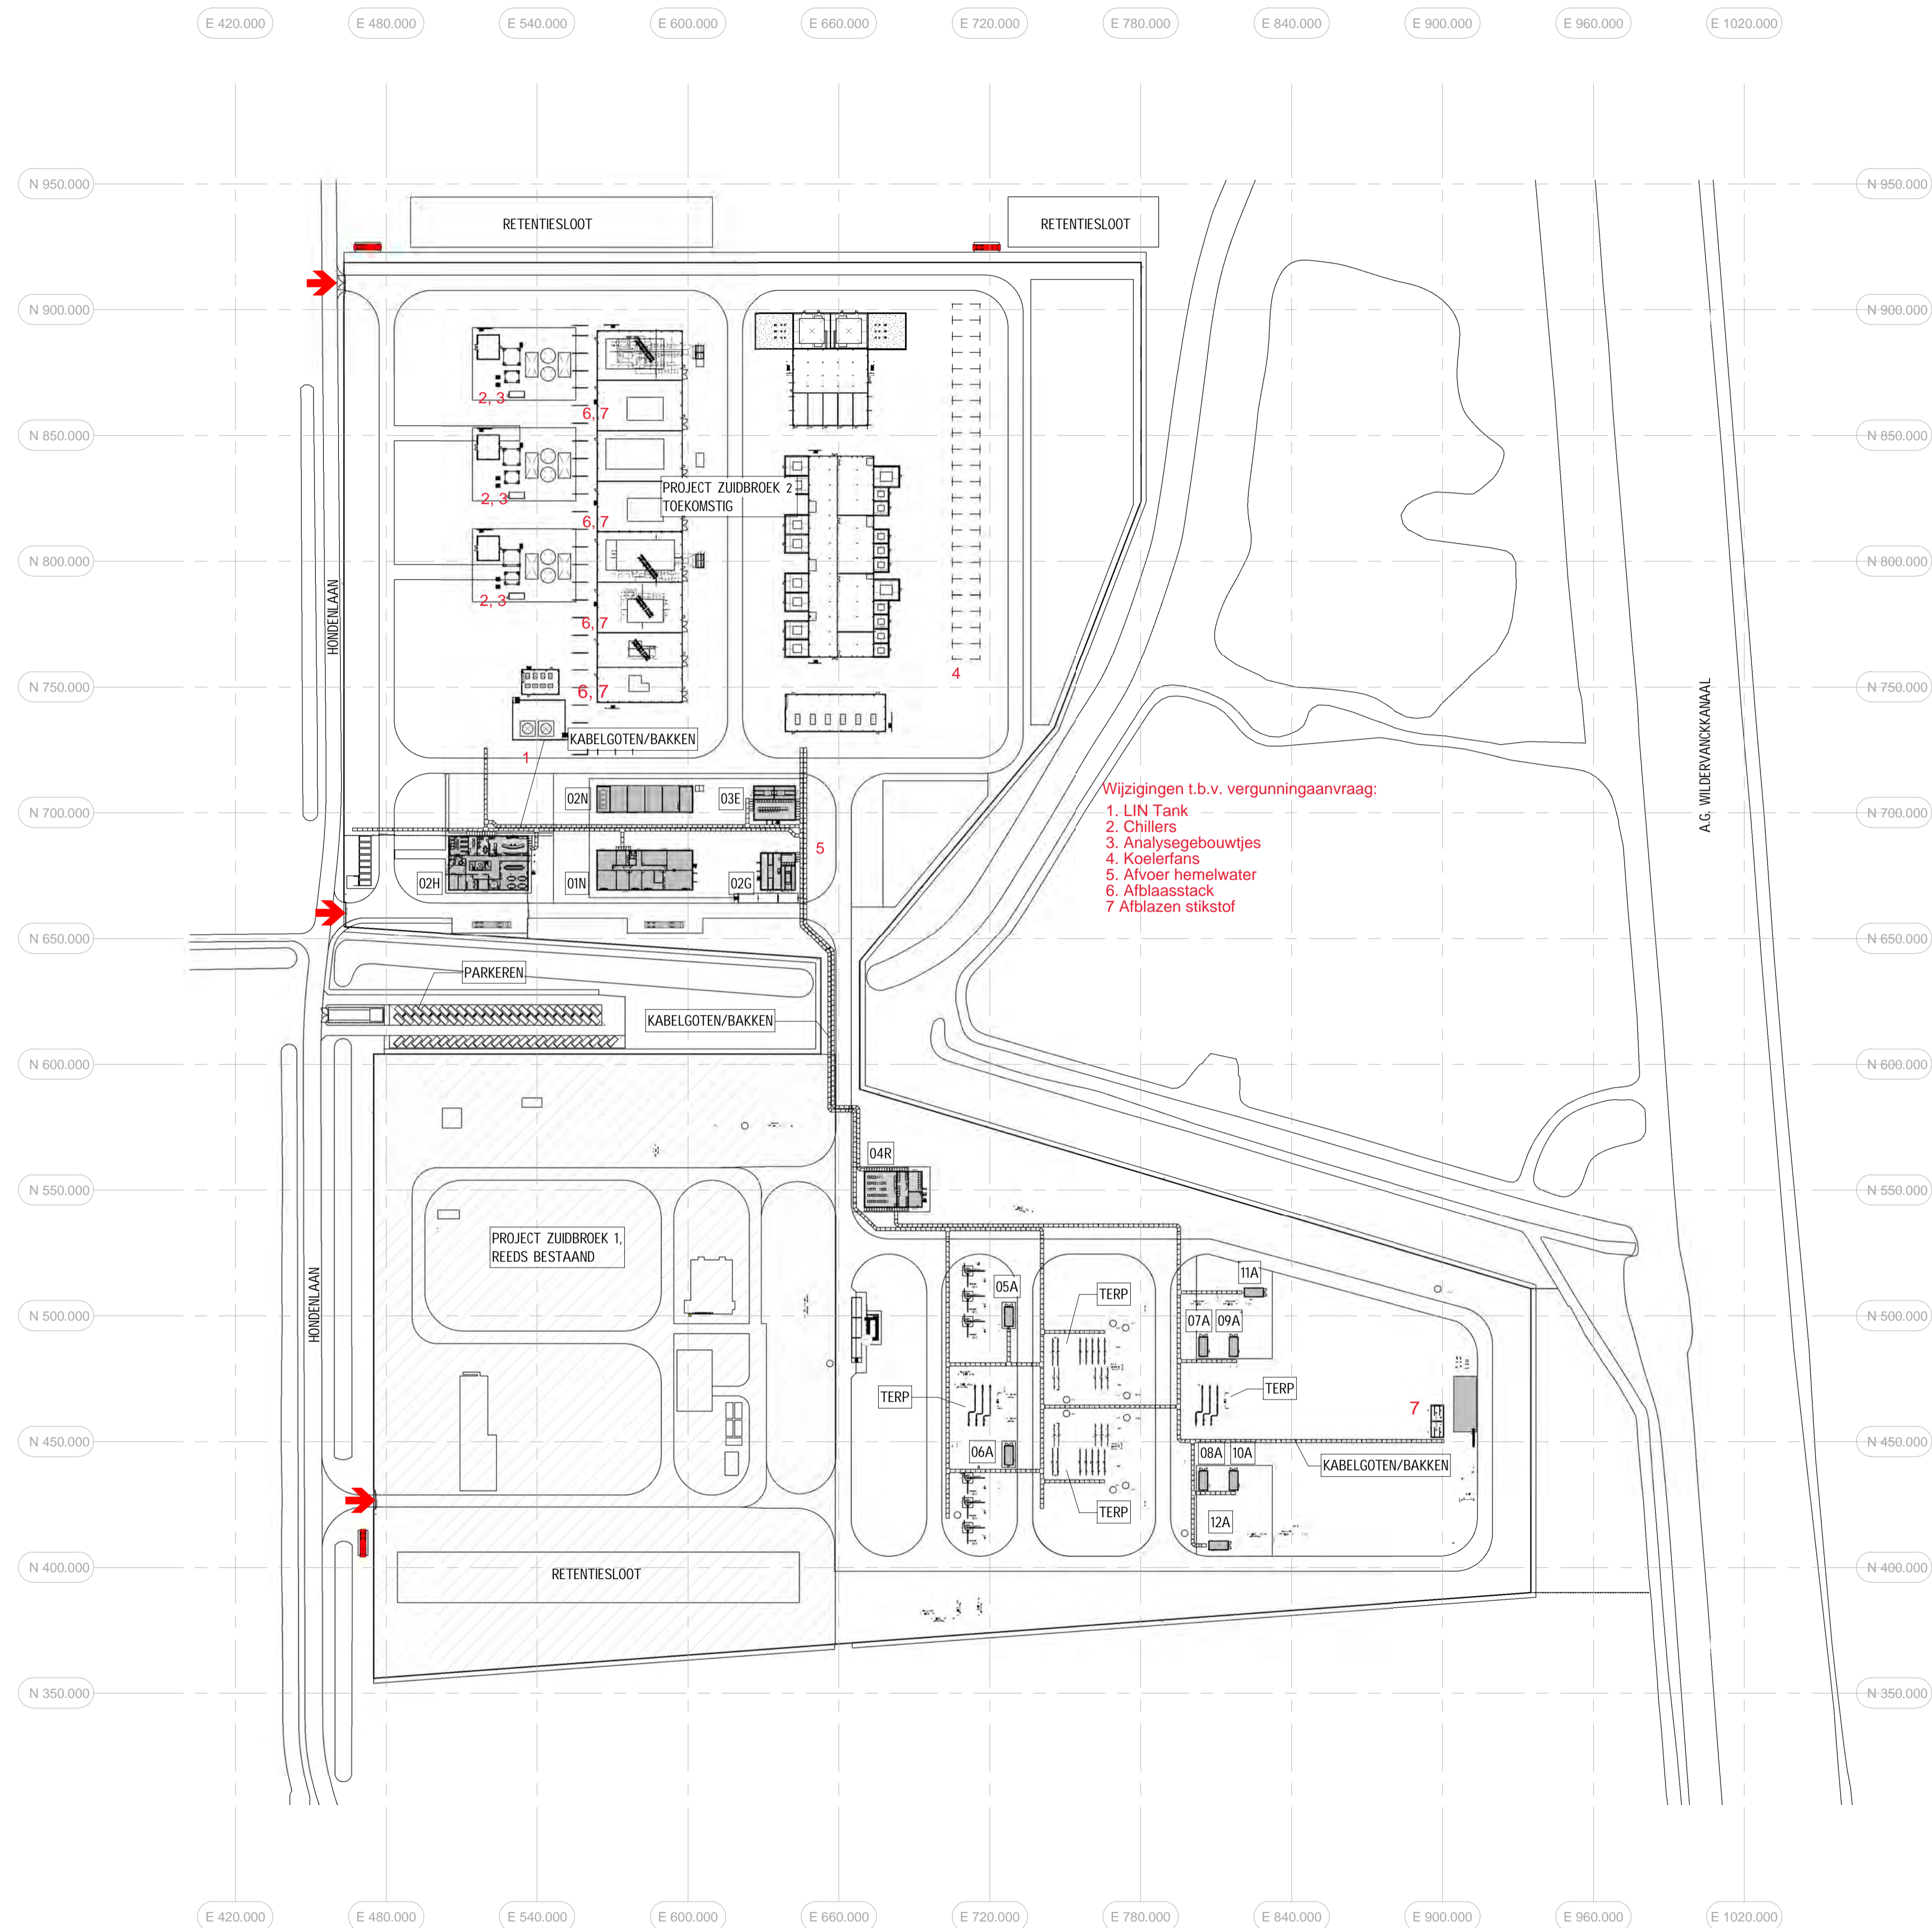 E 420.000
E 480.000
E 540.000
E 600.000
E 660.000
E 720.000
E 780.000
E 840.000
E 900.000
E 960.000
E 1020.000
N 950.000
N 950.000
RETENTIESLOOT
RETENTIESLOOT
N 900.000
N 900.000
2, 3
6, 7
N 850.000
N 850.000
PROJECT ZUIDBROEK 2
TOEKOMSTIG
2, 3
6, 7
N 800.000
N 800.000
HONDENLAAN
2, 3
6, 7
4
N 750.000
N 750.000
6, 7
A.G. WILDERVANCKKANAAL
KABELGOTEN/BAKKEN
1
02N
03E
N 700.000
N 700.000
Wijzigingen t.b.v. vergunningaanvraag:
1. LIN Tank
2. Chillers
3. Analysegebouwtjes
4. Koelerfans
5. Afvoer hemelwater
6. Afblaasstack
7 Afblazen stikstof
5
02H
01N
02G
N 650.000
N 650.000
PARKEREN
KABELGOTEN/BAKKEN
N 600.000
N 600.000
04R
N 550.000
N 550.000
PROJECT ZUIDBROEK 1,
REEDS BESTAAND
HONDENLAAN
05A
TERP
11A
07A
09A
N 500.000
N 500.000
TERP
TERP
7
06A
08A
10A
KABELGOTEN/BAKKEN
N 450.000
N 450.000
TERP
12A
N 400.000
N 400.000
RETENTIESLOOT
N 350.000
N 350.000
E 420.000
E 480.000
E 540.000
E 600.000
E 660.000
E 720.000
E 780.000
E 840.000
E 900.000
E 960.000
E 1020.000